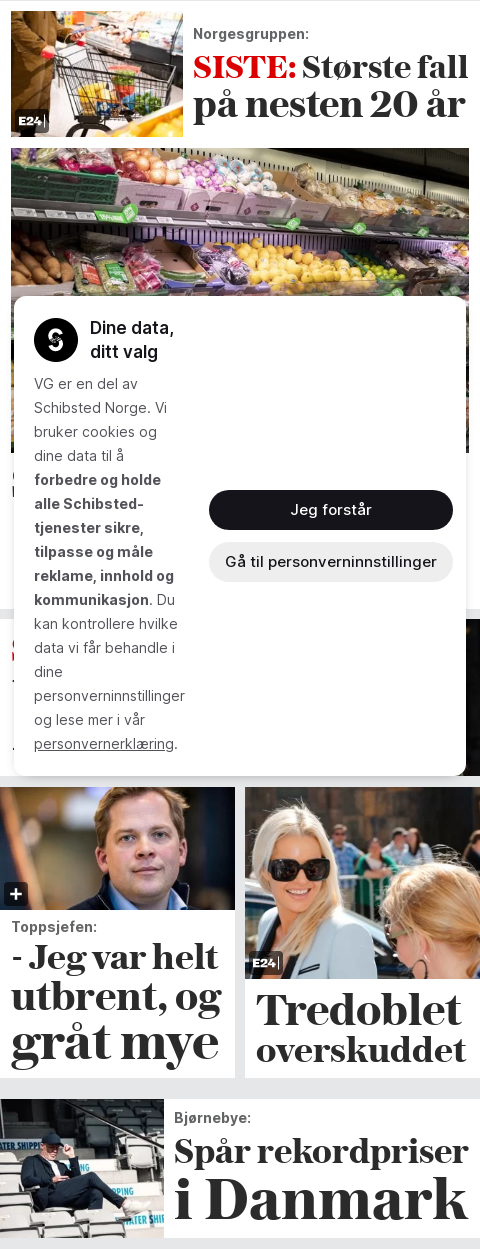 Norgesgruppen:
SISTE: Største fall
på nesten 20 år
E24
Dine data,
ditt valg
VG er en del av
Schibsted Norge. Vi
bruker cookies og
dine data til å
forbedre og holde
alle Schibsted-
tjenester sikre,
tilpasse og måle
reklame, innhold og
kommunikasjon. Du
kan kontrollere hvilke
data vi får behandle i
dine
personverninnstillinger
og lese mer i vår
personvernerklæring.
Jeg forstår
Gå til personverninnstillinger
Toppsjefen:
- Jeg var helt
utbrent, og
gråt mye
E24
Tredoblet
overskuddet
Bjørnebye:
Spår rekordpriser
i Danmark